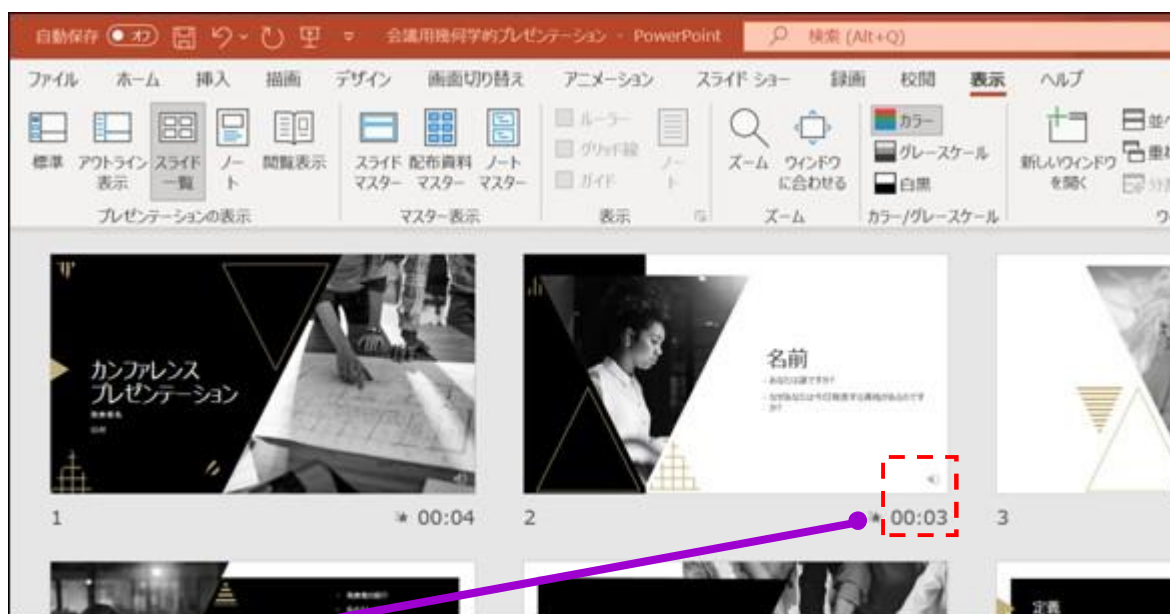 自動保存 オフ 会議用幾何学的プレゼンテーション - PowerPoint 検索 (Alt+Q)
ファイル ホーム 挿入 描画 デザイン 画面切り替え アニメーション スライド ショー 録画 校閲 表示 ヘルプ
標準 アウトライン表示 スライド一覧 ノート 閲覧表示
プレゼンテーションの表示
スライドマスター 配布資料マスター ノートマスター
マスター表示
ルーラー
グリッド線
ガイド
ノート
表示
ズーム ウィンドウに合わせる
ズーム
カラー
グレースケール
白黒
カラー/グレースケール
新しいウィンドウを開く
カンファレンス
プレゼンテーション
名前
- あなたは誰ですか?
1 00:04
2 00:03
3
定義